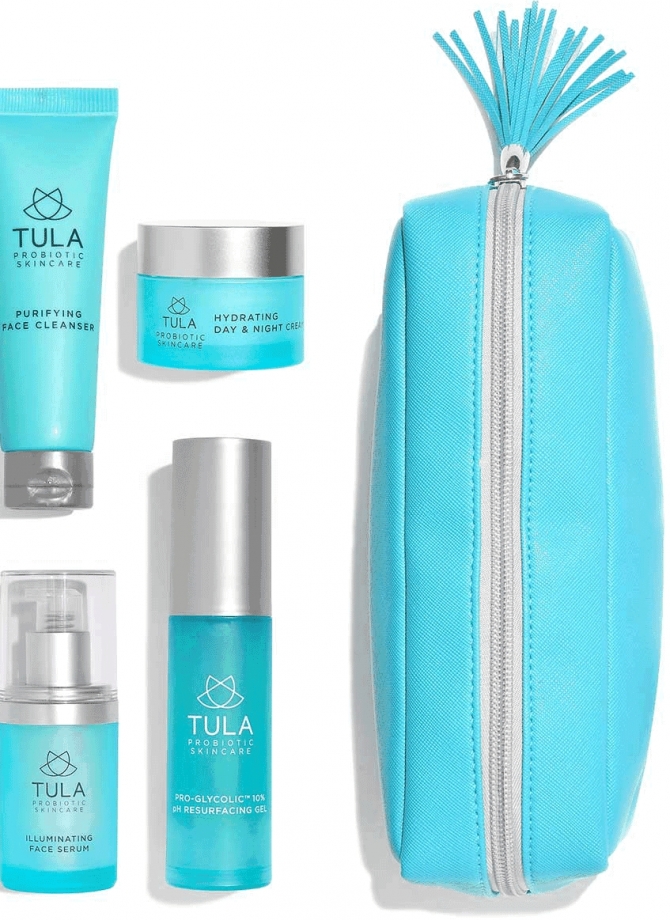 TULA
PROBIOTIC
SKINCARE
PURIFYING
FACE CLEANSER
TULA
PROBIOTIC
SKINCARE
HYDRATING
DAY & NIGHT CREAM
TULA
PROBIOTIC
SKINCARE
ILLUMINATING
FACE SERUM
TULA
PROBIOTIC
SKINCARE
PRO-GLYCOLIC™ 10%
pH RESURFACING GEL